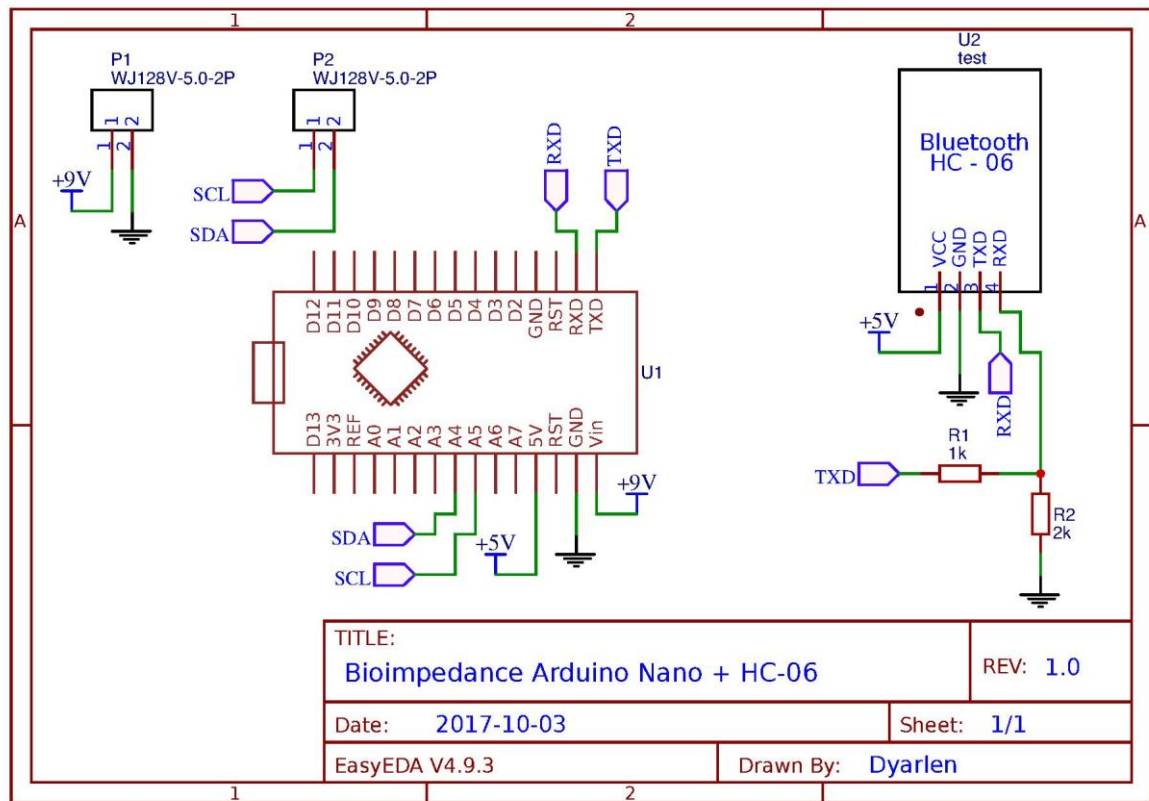 1
2
P1
WJ128V-5.0-2P
1
2
1
2
+9V
P2
WJ128V-5.0-2P
1
2
1
2
SCL
SDA
RXD
TXD
U2
test
Bluetooth
HC - 06
VCC
GND
TXD
RXD
1
2
3
4
+5V
RXD
A
A
D12
D11
D10
D9
D8
D7
D6
D5
D4
D3
D2
GND
RST
RXD
TXD
U1
D13
3V3
REF
A0
A1
A2
A3
A4
A5
A6
A7
5V
RST
GND
Vin
+9V
SDA
SCL
+5V
TXD
R1
1k
R2
2k
TITLE:
Bioimpedance Arduino Nano + HC-06
REV: 1.0
Date: 2017-10-03
Sheet: 1/1
EasyEDA V4.9.3
Drawn By: Dyarlen
1
2